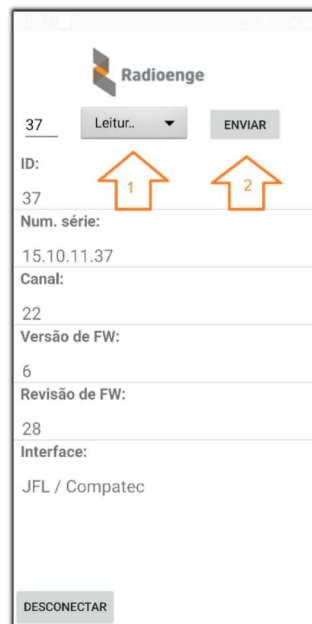 Radioenge
37 Leitur.. ENVIAR
1 2
ID:
37
Num. série:
15.10.11.37
Canal:
22
Versão de FW:
6
Revisão de FW:
28
Interface:
JFL / Compatec
DESCONECTAR